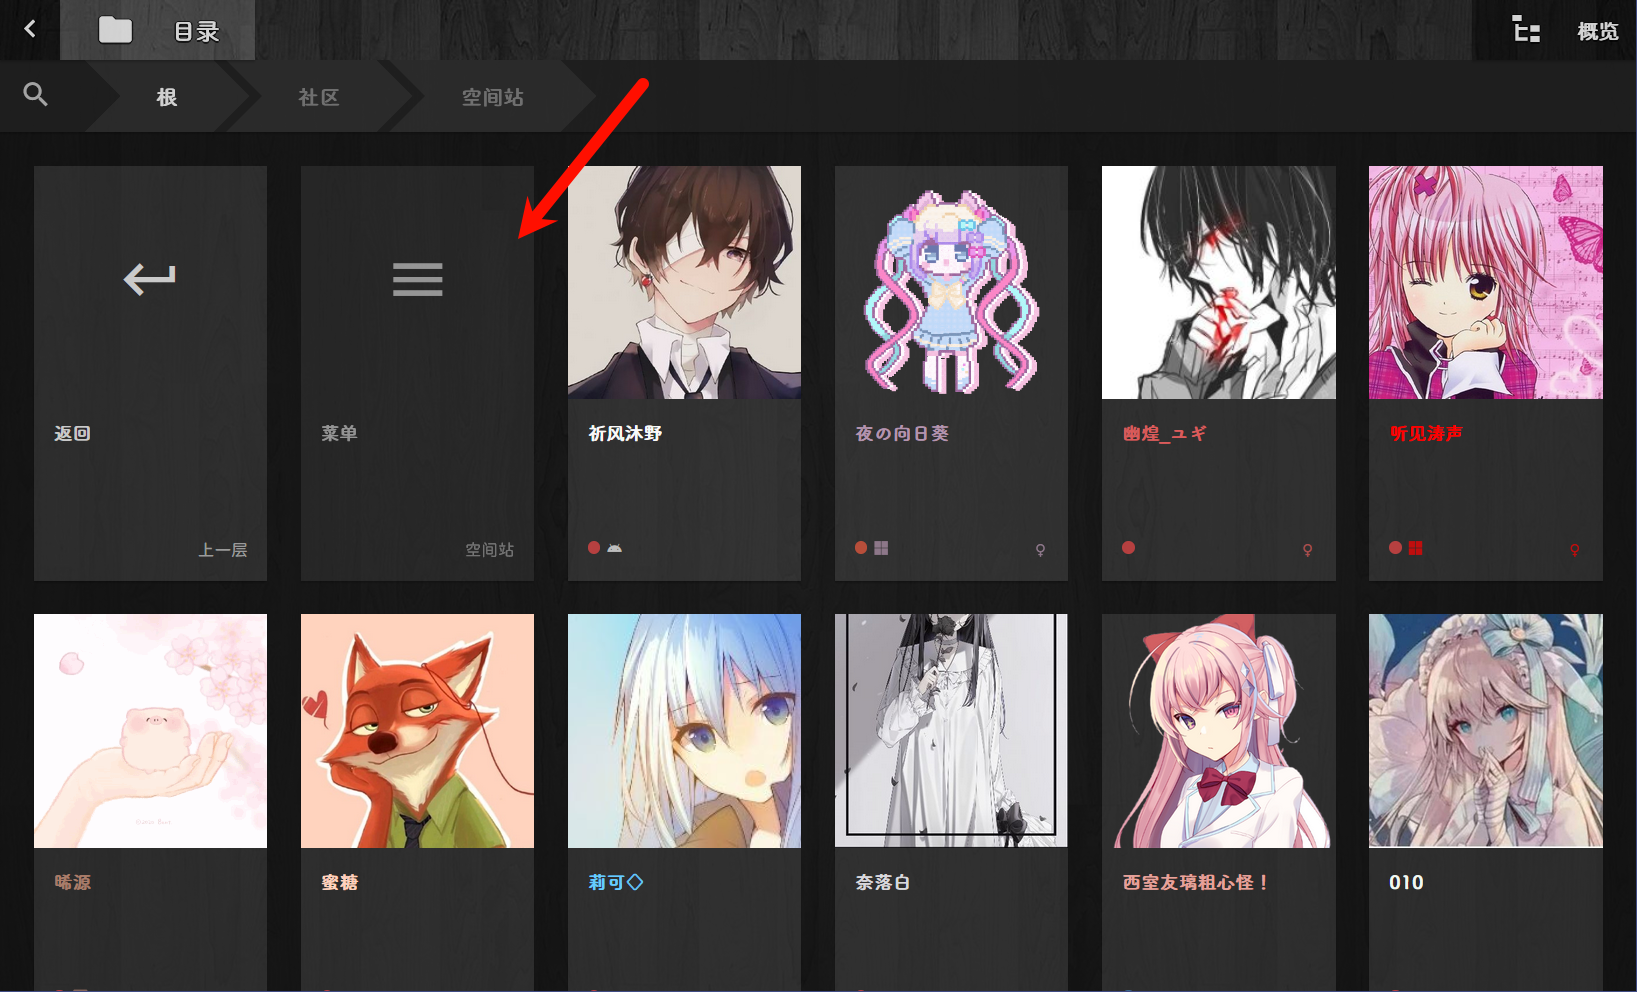 目录
概览
根
社区
空间站
返回
上一层
菜单
空间站
祈风沐野
夜の向日葵
幽煌_ユギ
听见涛声
晞源
蜜糖
莉可◇
奈落白
西室友璃粗心怪！
010